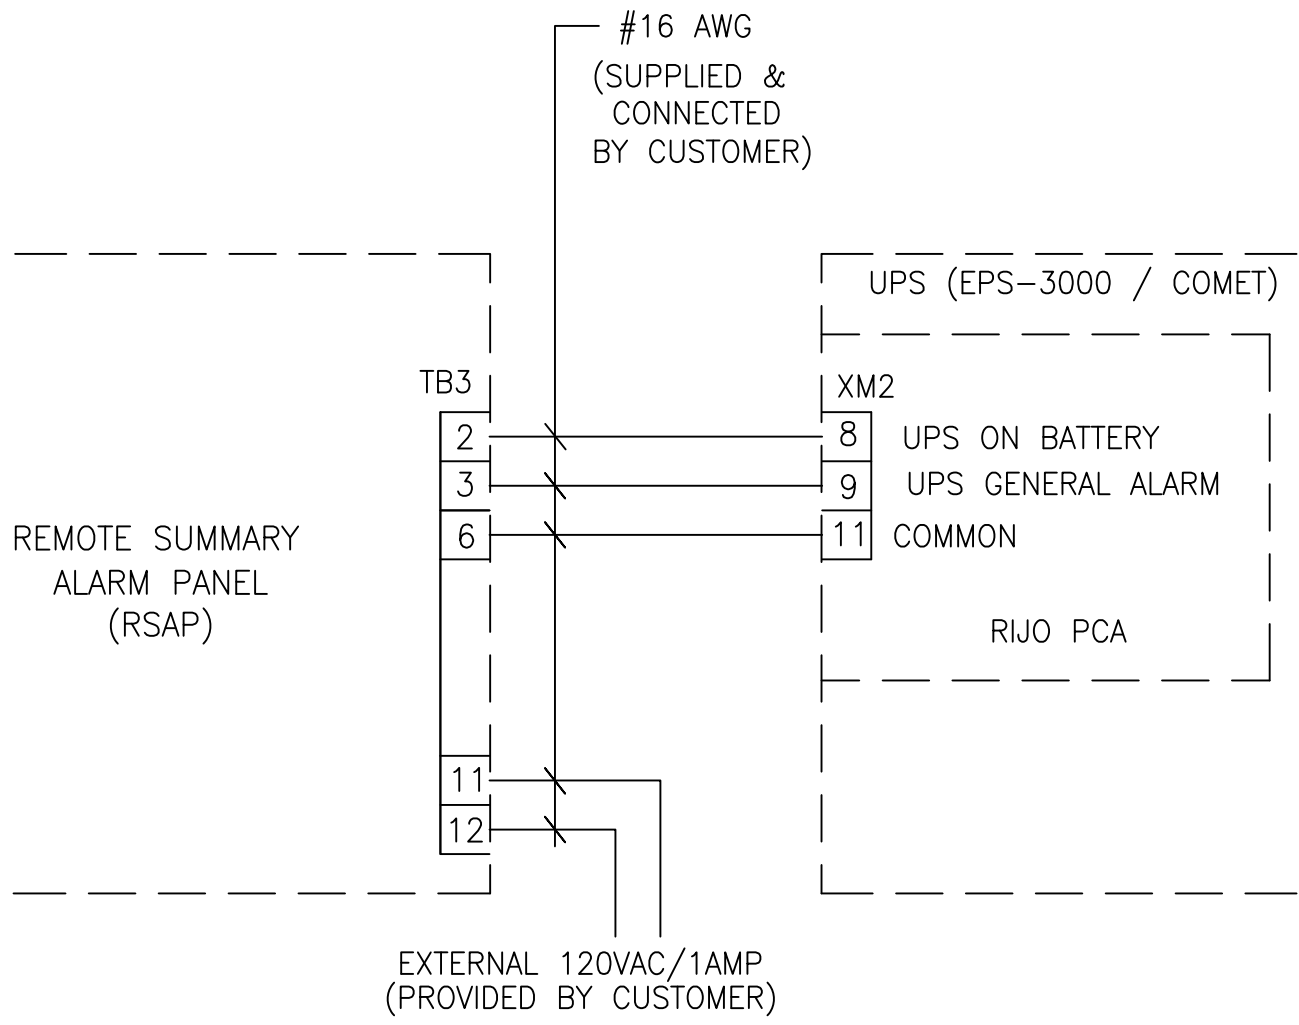 #16 AWG
(SUPPLIED &
CONNECTED
BY CUSTOMER)
UPS (EPS-3000 / COMET)
TB3
XM2
2
8
UPS ON BATTERY
3
9
UPS GENERAL ALARM
6
11
COMMON
REMOTE SUMMARY
ALARM PANEL
(RSAP)
RIJO PCA
11
12
EXTERNAL 120VAC/1AMP
(PROVIDED BY CUSTOMER)